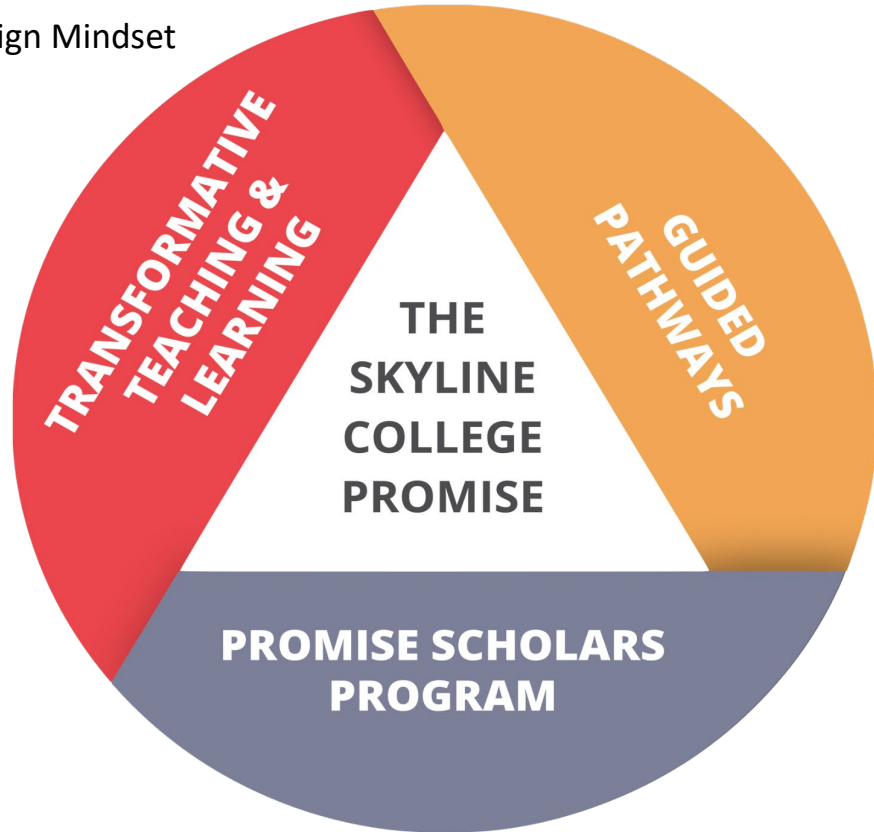 ign Mindset
TRANSFORMATIVE
TEACHING &
LEARNING
GUIDED
PATHWAYS
THE
SKYLINE
COLLEGE
PROMISE
PROMISE SCHOLARS
PROGRAM